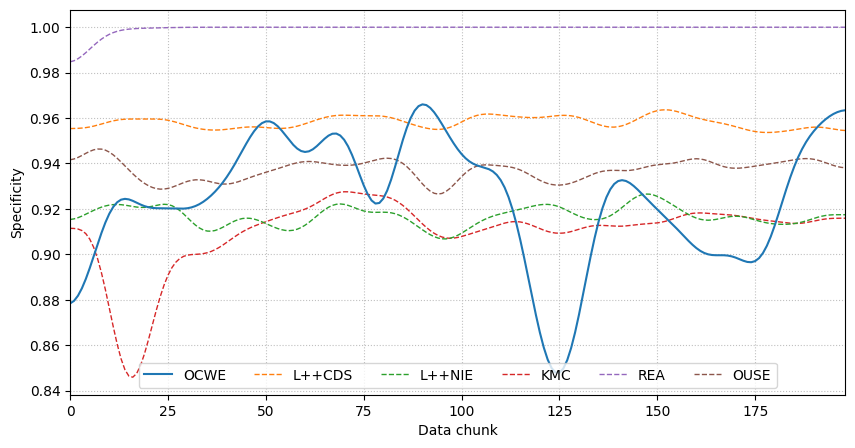 1.00
0.98
0.96
0.94
0.92
0.90
0.88
0.86
0.84
Specificity
OCWE L++CDS L++NIE KMC REA OUSE
0 25 50 75 100 125 150 175
Data chunk